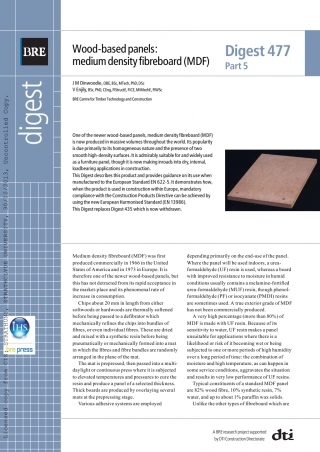 BRE
digest
Wood-based panels:
medium density fibreboard (MDF)
Digest 477
Part 5
J M Dinwoodie, OBE, BSc, MTech, PhD, DSc
V Enjily, BSc, PhD, CEng, FIStructE, FICE, MIWeldE, FIWSc
BRE Centre for Timber Technology and Construction
One of the newer wood-based panels, medium density fibreboard (MDF)
is now produced in massive volumes throughout the world. Its popularity
is due primarily to its homogeneous nature and the presence of two
smooth high-density surfaces. It is admirably suitable for and widely used
as a furniture panel, though it is now making inroads into dry, internal,
loadbearing applications in construction.
This Digest describes this product and provides guidance on its use when
manufactured to the European Standard EN 622-5. It demonstrates how,
when the product is used in construction within Europe, mandatory
compliance with the Construction Products Directive can be achieved by
using the new European Harmonised Standard (EN 13986).
This Digest replaces Digest 435 which is now withdrawn.
Medium density fibreboard (MDF) was first
produced commercially in 1966 in the United
States of America and in 1973 in Europe. It is
therefore one of the newer wood-based panels, but
this has not detracted from its rapid acceptance in
the market-place and its phenomenal rate of
increase in consumption.
Chips about 20 mm in length from either
softwoods or hardwoods are thermally softened
before being passed to a defibrator which
mechanically refines the chips into bundles of
fibres, or even individual fibres. These are dried
and mixed with a synthetic resin before being
pneumatically or mechanically formed into a mat
in which the fibres and fibre bundles are randomly
arranged in the plane of the mat.
The mat is prepressed, then passed into a multi-
daylight or continuous press where it is subjected
to elevated temperatures and pressures to cure the
resin and produce a panel of a selected thickness.
Thick boards are produced by overlaying several
mats at the prepressing stage.
Various adhesive systems are employed
depending primarily on the end-use of the panel.
Where the panel will be used indoors, a urea-
formaldehyde (UF) resin is used, whereas a board
with improved resistance to moisture in humid
conditions usually contains a melamine-fortified
urea-formaldehyde (MUF) resin, though phenol-
formaldehyde (PF) or isocyanate (PMDI) resins
are sometimes used. A true exterior grade of MDF
has not been commercially produced.
A very high percentage (more than 80%) of
MDF is made with UF resin. Because of its
sensitivity to water, UF resin makes a panel
unsuitable for applications where there is a
likelihood or risk of it becoming wet or being
subjected to one or more periods of high humidity
over a long period of time: the combination of
moisture and high temperature, as can happen in
some service conditions, aggravates the situation
and results in very low performance of UF resins.
Typical constituents of a standard MDF panel
are 82% wood fibre, 10% synthetic resin, 7%
water, and up to about 1% paraffin wax solids.
Unlike the other types of fibreboard which are
IHS
bre press
A BRE research project supported
by DTI Construction Directorate
dti